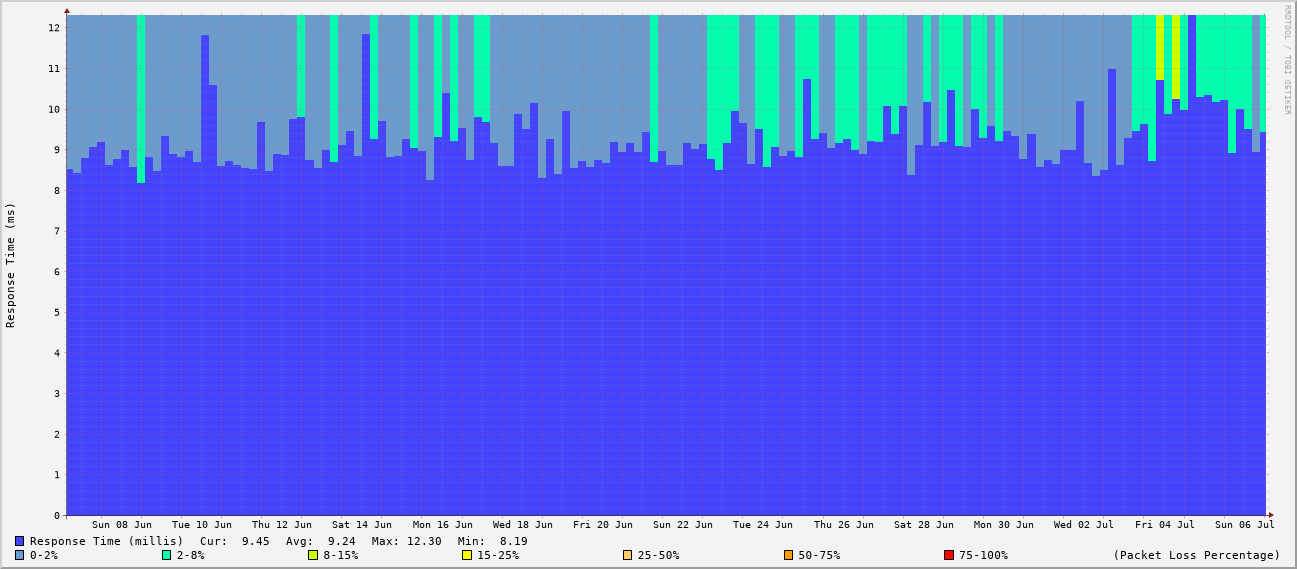 RRDTOOL / TOBI OETIKER
Response Time (ms)
12
11
10
9
8
7
6
5
4
3
2
1
0
Sun 08 Jun Tue 10 Jun Thu 12 Jun Sat 14 Jun Mon 16 Jun Wed 18 Jun Fri 20 Jun Sun 22 Jun Tue 24 Jun Thu 26 Jun Sat 28 Jun Mon 30 Jun Wed 02 Jul Fri 04 Jul Sun 06 Jul
Response Time (millis) Cur: 9.45 Avg: 9.24 Max: 12.30 Min: 8.19
0-2% 2-8% 8-15% 15-25% 25-50% 50-75% 75-100% (Packet Loss Percentage)